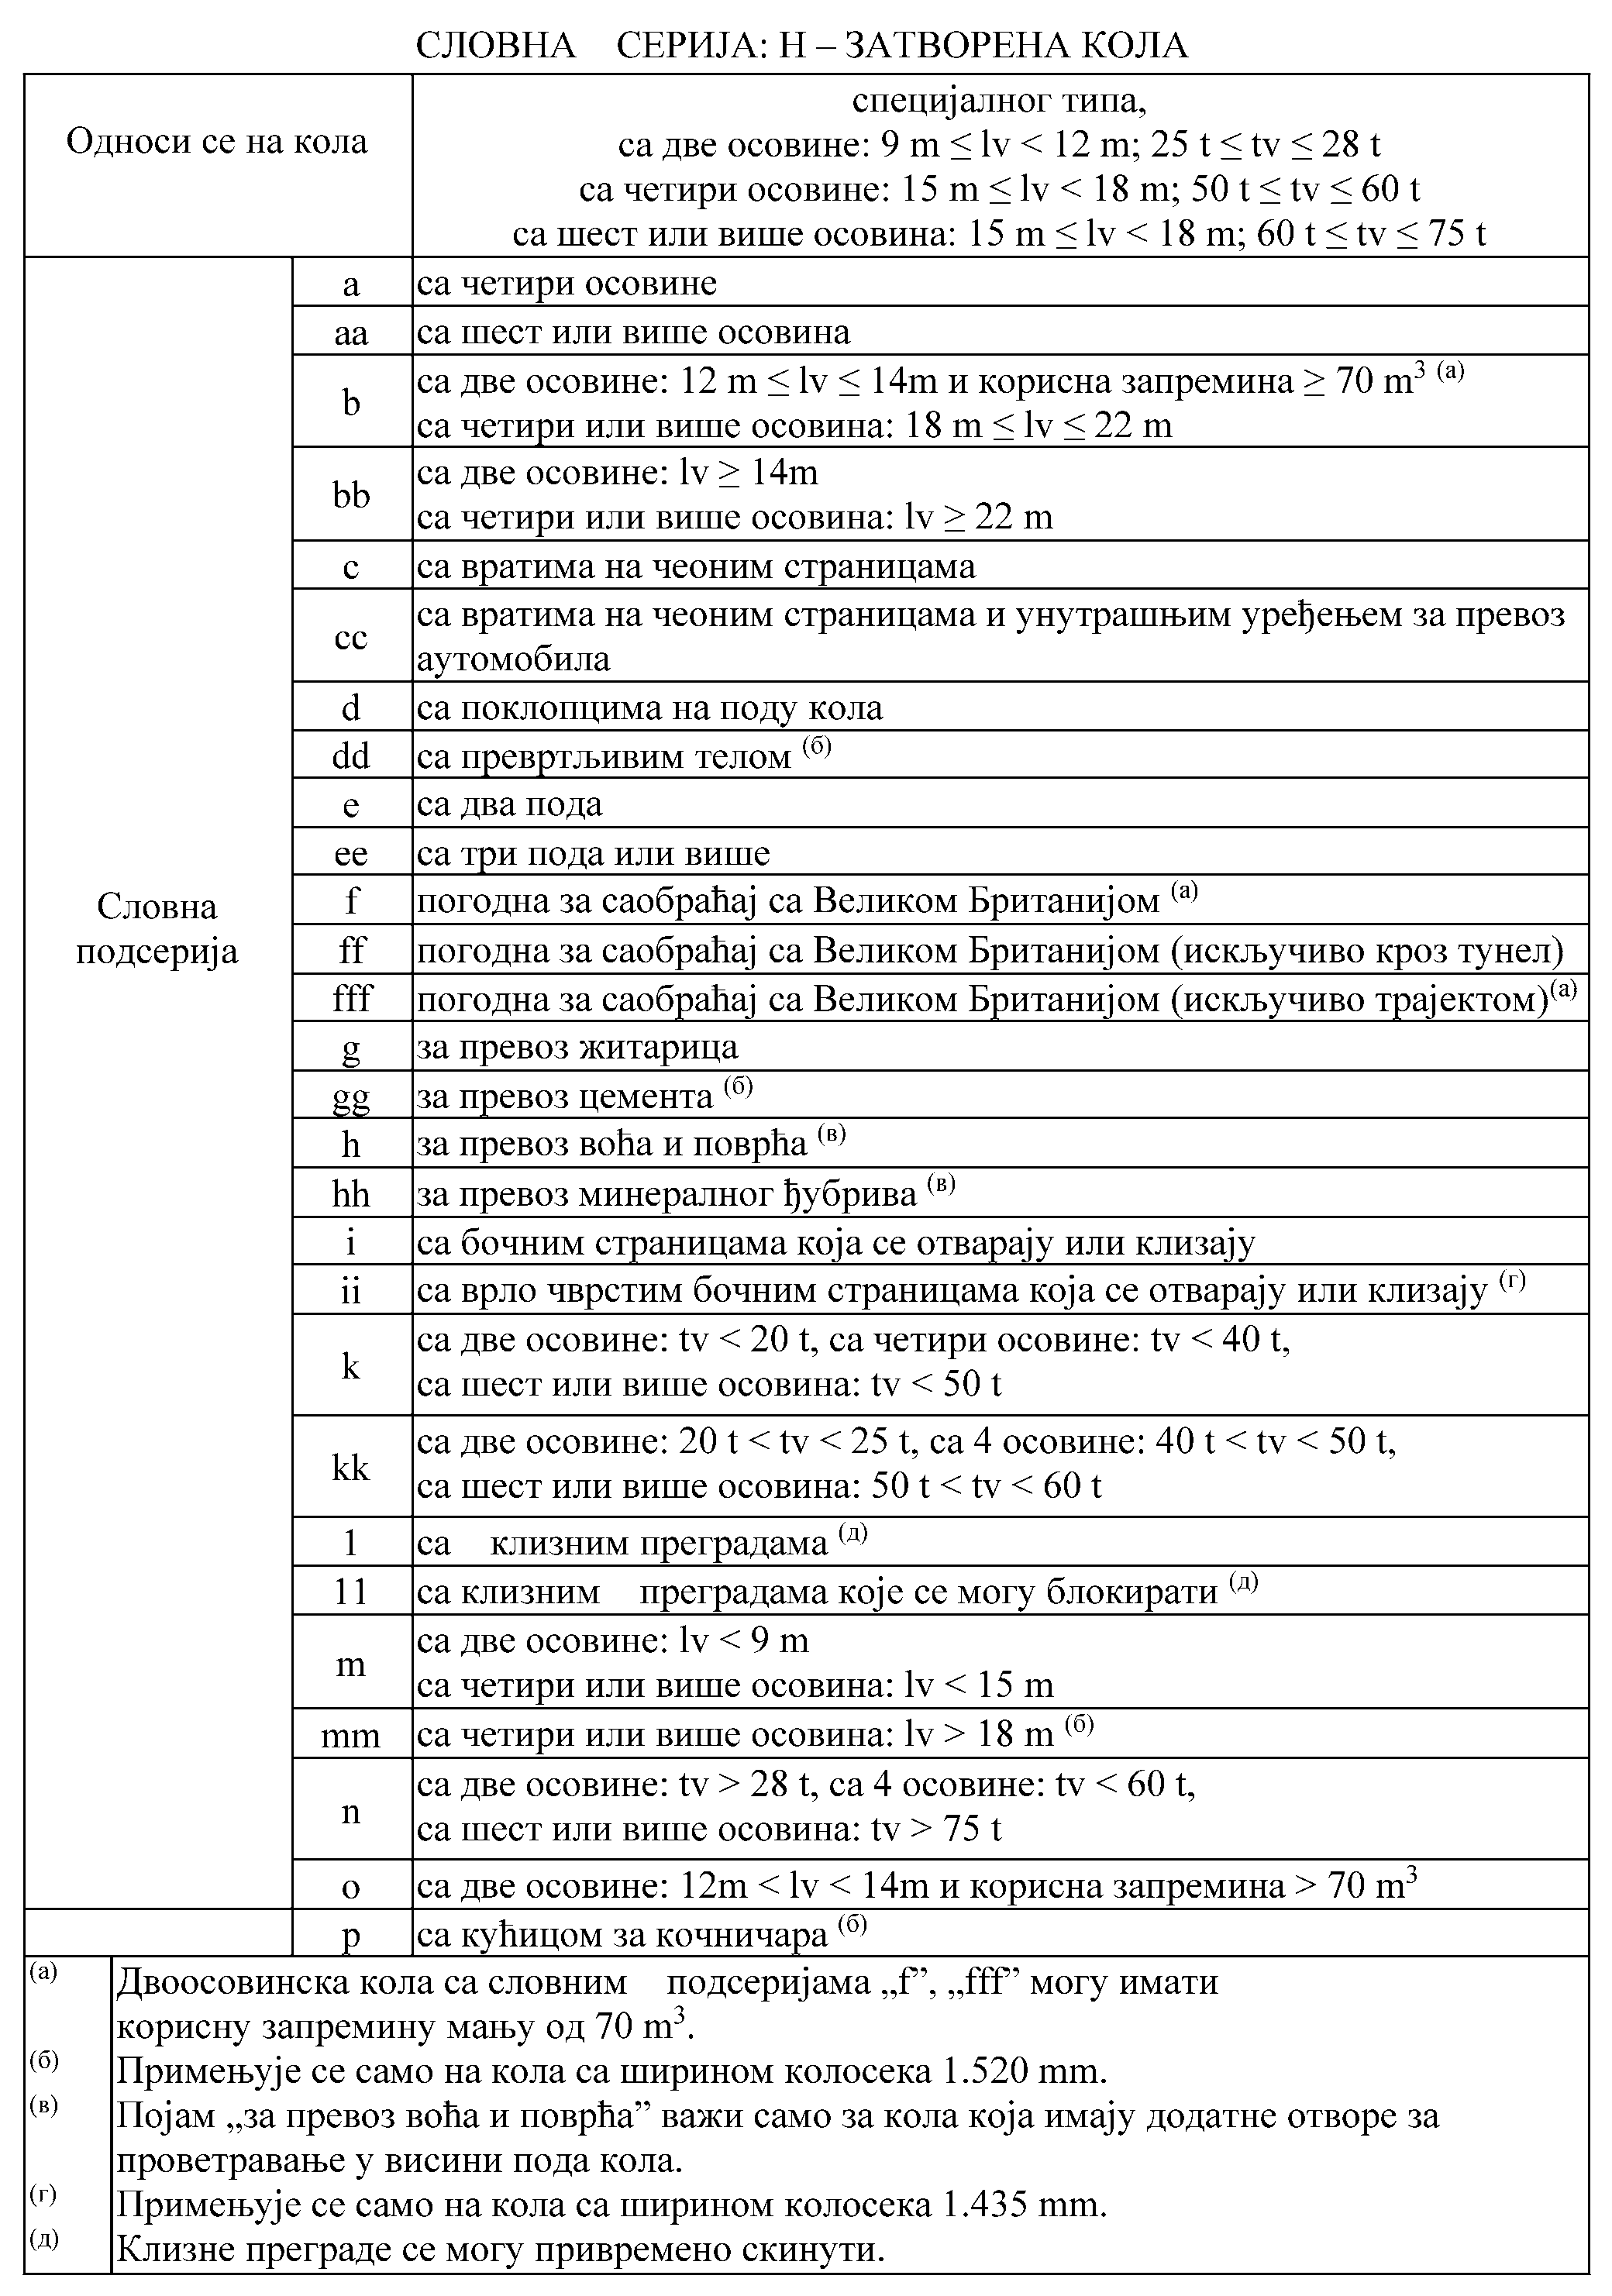 СЛОВНА СЕРИЈА: H – ЗАТВОРЕНА КОЛА
Односи се на кола
специјалног типа,
са две осовине: 9 m ≤ lv < 12 m; 25 t ≤ tv ≤ 28 t
са четири осовине: 15 m ≤ lv < 18 m; 50 t ≤ tv ≤ 60 t
са шест или више осовина: 15 m ≤ lv < 18 m; 60 t ≤ tv ≤ 75 t
Словна
подсерија
a са четири осовине
aa са шест или више осовина
b са две осовине: 12 m ≤ lv ≤ 14m и корисна запремина ≥ 70 m³ (а)
са четири или више осовина: 18 m ≤ lv ≤ 22 m
bb са две осовине: lv ≥ 14m
са четири или више осовина: lv ≥ 22 m
c са вратима на чеоним страницама
cc са вратима на чеоним страницама и унутрашњим уређењем за превоз
аутомобила
d са поклопцима на поду кола
dd са превртљивим телом (б)
e са два пода
ee са три пода или више
f погодна за саобраћај са Великом Британијом (а)
ff погодна за саобраћај са Великом Британијом (искључиво кроз тунел)
fff погодна за саобраћај са Великом Британијом (искључиво трајектом)(а)
g за превоз житарица
gg за превоз цемента (б)
h за превоз воћа и поврћа (в)
hh за превоз минералног ђубрива (в)
i са бочним страницама која се отварају или клизају
ii са врло чврстим бочним страницама која се отварају или клизају (г)
k са две осовине: tv < 20 t, са четири осовине: tv < 40 t,
са шест или више осовина: tv < 50 t
kk са две осовине: 20 t < tv < 25 t, са 4 осовине: 40 t < tv < 50 t,
са шест или више осовина: 50 t < tv < 60 t
l са клизним преградама (д)
ll са клизним преградама које се могу блокирати (д)
m са две осовине: lv < 9 m
са четири или више осовина: lv < 15 m
mm са четири или више осовина: lv > 18 m (б)
n са две осовине: tv > 28 t, са 4 осовине: tv < 60 t,
са шест или више осовина: tv > 75 t
o са две осовине: 12m < lv < 14m и корисна запремина > 70 m³
p са кућицом за кочничара (б)
(а) Двоосовинска кола са словним подсеријама „f”, „fff” могу имати
корисну запремину мању од 70 m³.
(б) Примењује се само на кола са ширином колосека 1.520 mm.
(в) Појам „за превоз воћа и поврћа” важи само за кола која имају додатне отворе за
проветравање у висини пода кола.
(г) Примењује се само на кола са ширином колосека 1.435 mm.
(д) Клизне преграде се могу привремено скинути.